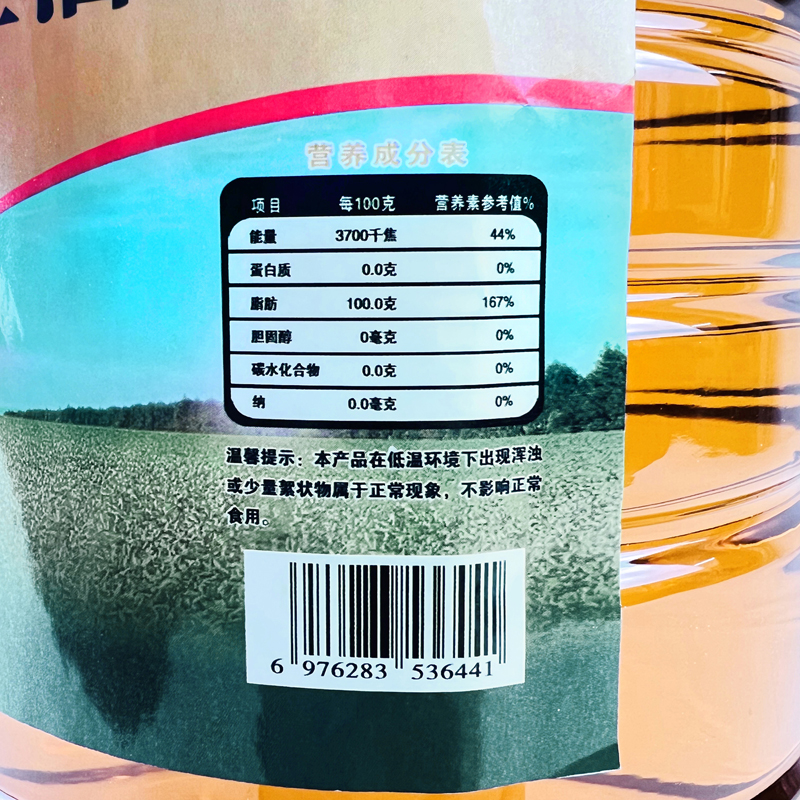 营养成分表
项目 每100克 营养素参考值%
能量 3700千焦 44%
蛋白质 0.0克 0%
脂肪 100.0克 167%
胆固醇 0毫克 0%
碳水化合物 0.0克 0%
纳 0.0毫克 0%
温馨提示：本产品在低温环境下出现浑浊
或少量絮状物属于正常现象，不影响正常
食用。
6 976283 536441